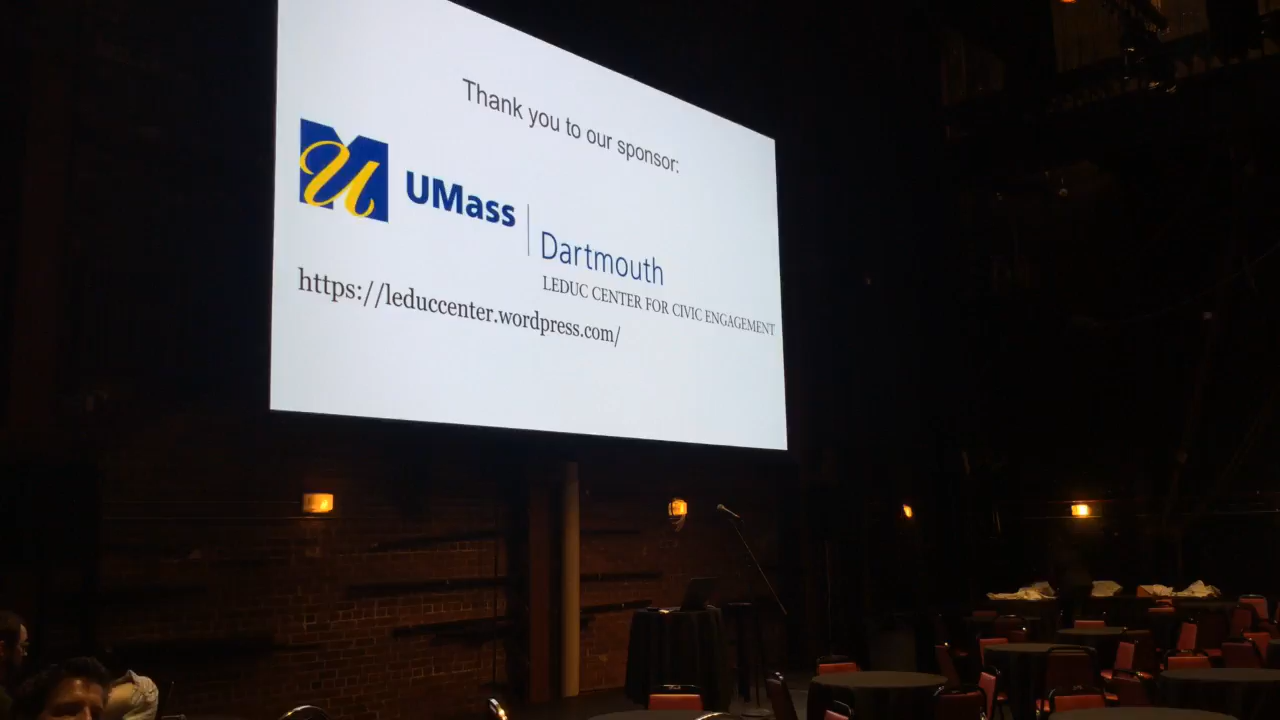 Thank you to our sponsor:
UMass
Dartmouth
LEDUC CENTER FOR CIVIC ENGAGEMENT
https://leduccenter.wordpress.com/